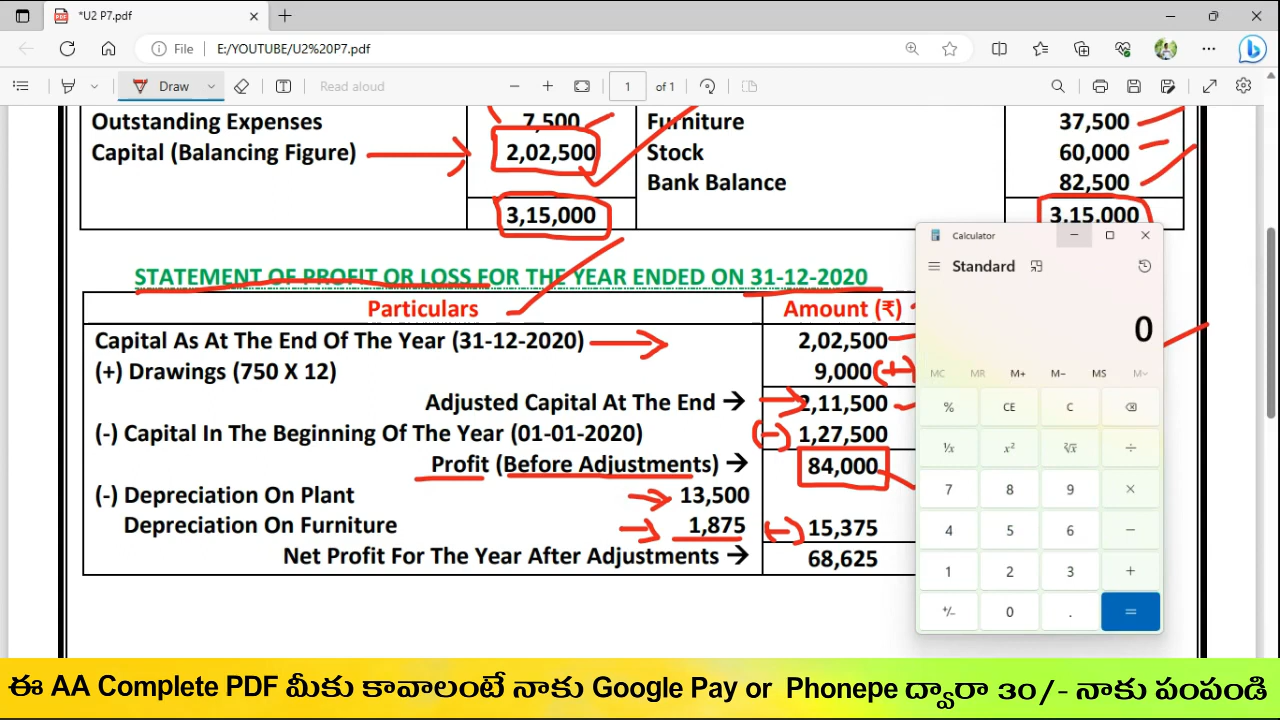 *U2 P7.pdf
File E:/YOUTUBE/U2%20P7.pdf
Draw Read aloud 1 of 1
Outstanding Expenses 7,500 Furniture 37,500
Capital (Balancing Figure) 2,02,500 Stock 60,000
Bank Balance 82,500
3,15,000 3,15,000
STATEMENT OF PROFIT OR LOSS FOR THE YEAR ENDED ON 31-12-2020
Particulars Amount (₹)
Capital As At The End Of The Year (31-12-2020) 2,02,500
(+) Drawings (750 X 12) 9,000 (+)
Adjusted Capital At The End → 2,11,500
(-) Capital In The Beginning Of The Year (01-01-2020) (-) 1,27,500
Profit (Before Adjustments) → 84,000
(-) Depreciation On Plant 13,500
Depreciation On Furniture 1,875 (-) 15,375
Net Profit For The Year After Adjustments → 68,625
Calculator
Standard
0
MC MR M+ M− MS M˅
% CE C
⅟x x² ²√x ÷
7 8 9 ×
4 5 6 −
1 2 3 +
+/− 0 . =
ఈ AA Complete PDF మీకు కావాలంటే నాకు Google Pay or Phonepe ద్వారా 30/- నాకు పంపండి